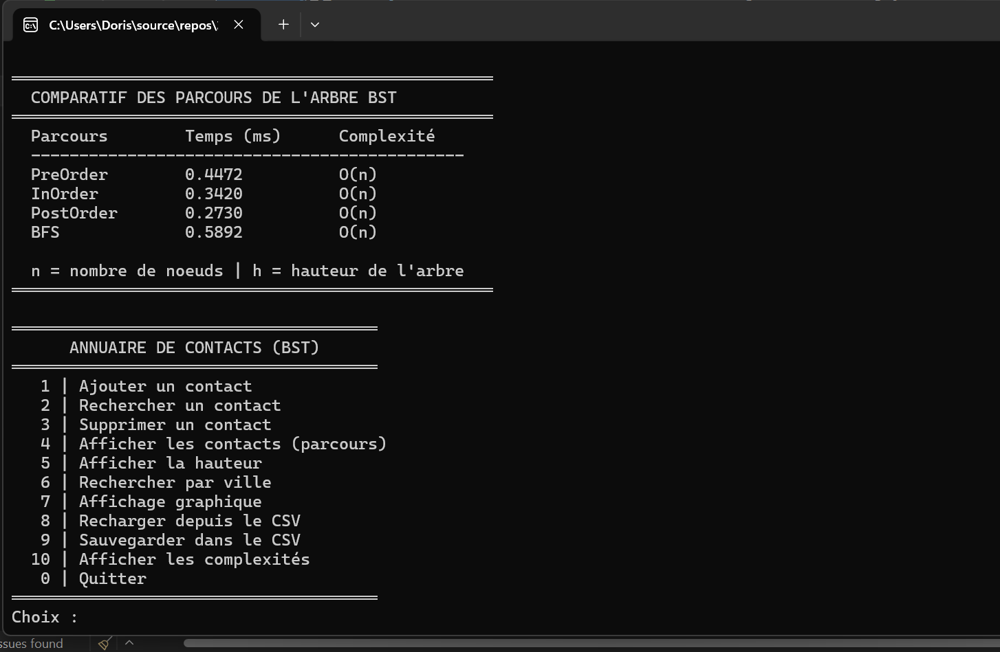 C:\Users\Doris\source\repos\
COMPARATIF DES PARCOURS DE L'ARBRE BST
Parcours Temps (ms) Complexité
---------------------------------------------
PreOrder 0.4472 O(n)
InOrder 0.3420 O(n)
PostOrder 0.2730 O(n)
BFS 0.5892 O(n)
n = nombre de noeuds | h = hauteur de l'arbre
ANNUAIRE DE CONTACTS (BST)
1 | Ajouter un contact
2 | Rechercher un contact
3 | Supprimer un contact
4 | Afficher les contacts (parcours)
5 | Afficher la hauteur
6 | Rechercher par ville
7 | Affichage graphique
8 | Recharger depuis le CSV
9 | Sauvegarder dans le CSV
10 | Afficher les complexités
0 | Quitter
Choix :
ssues found